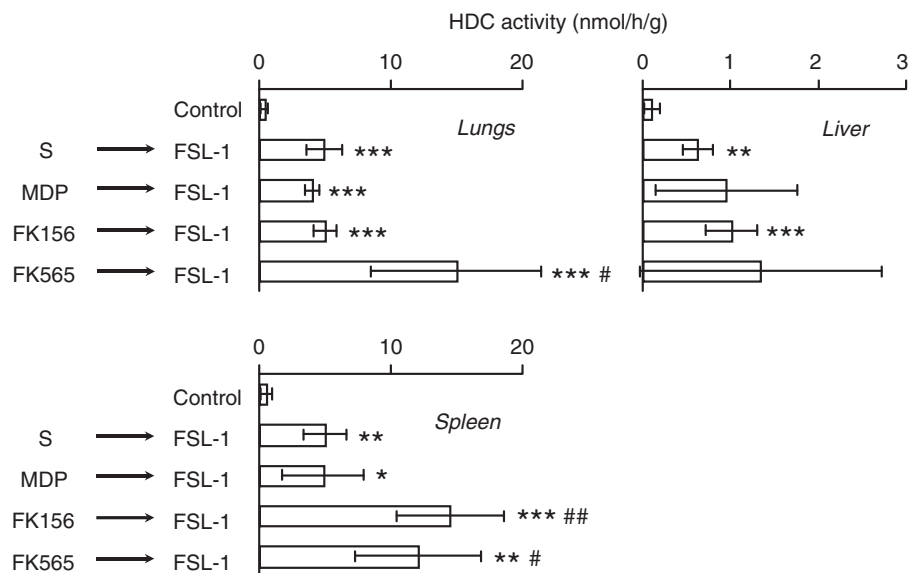 HDC activity (nmol/h/g)
0 10 20 0 1 2 3
Control Lungs Liver
S FSL-1 *** **
MDP FSL-1 ***
FK156 FSL-1 *** ***
FK565 FSL-1 *** #
0 10 20
Control
S FSL-1 ** Spleen
MDP FSL-1 *
FK156 FSL-1 *** ##
FK565 FSL-1 ** #